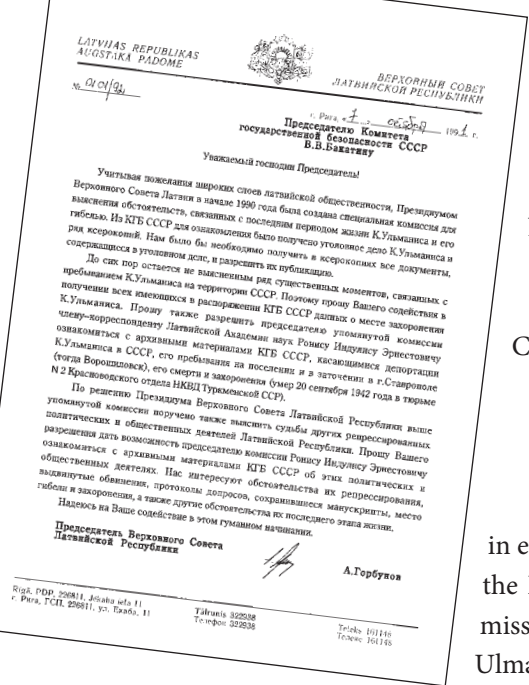 LATVIJAS REPUBLIKAS
AUGSTĀKĀ PADOME
ВЕРХОВНЫЙ СОВЕТ
ЛАТВИЙСКОЙ РЕСПУБЛИКИ
№
г. Рига, «1» октября 1991 г.
Председателю Комитета
государственной безопасности СССР
В.В.Бакатину
Уважаемый господин Председатель!
Учитывая пожелания широких слоев латвийской общественности, Президиумом
Верховного Совета Латвии в начале 1990 года была создана специальная комиссия для
выяснения обстоятельств, связанных с последним периодом жизни К.Ульманиса и его
гибелью. Из КГБ СССР для ознакомления было получено уголовное дело К.Ульманиса и
ряд ксерокопий. Нам было бы необходимо получить в ксерокопиях все документы,
содержащиеся в уголовном деле, и разрешить их публикацию.
До сих пор остается не выясненным ряд существенных моментов, связанных с
пребыванием К.Ульманиса на территории СССР. Поэтому прошу Вашего содействия в
получении всех имеющихся в распоряжении КГБ СССР данных о месте захоронения
К.Ульманиса. Прошу также разрешить председателю упомянутой комиссии
члену-корреспонденту Латвийской Академии наук Ронису Индулису Эрнестовичу
ознакомиться с архивными материалами КГБ СССР, касающимися депортации
К.Ульманиса в СССР, его пребывания на поселении и в заточении в г.Ставрополе
(тогда Ворошиловск), его смерти и захоронения (умер 20 сентября 1942 года в тюрьме
N 2 Красноводского отдела НКВД Туркменской ССР).
По решению Президиума Верховного Совета Латвийской Республики выше
упомянутой комиссии поручено также выяснить судьбы других репрессированных
политических и общественных деятелей Латвийской Республики. Прошу Вашего
разрешения дать возможность председателю комиссии Ронису Индулису Эрнестовичу
ознакомиться с архивными материалами КГБ СССР об этих политических и
общественных деятелях. Нас интересуют обстоятельства их репрессирования,
выдвинутые обвинения, протоколы допросов, сохранившиеся манускрипты, место
гибели и захоронения, а также другие обстоятельства их последнего этапа жизни.
Надеюсь на Ваше содействие в этом гуманном начинании.
Председатель Верховного Совета
Латвийской Республики
А.Горбунов
Rīgā, PDP, 226811, Jēkaba ielā 11
г. Рига, ГСП, 226811, ул. Екаба, 11
Tālrunis 322938
Телефон 322938
Telekss 161146
Телекс 161146
C
in e
the
miss
Ulma